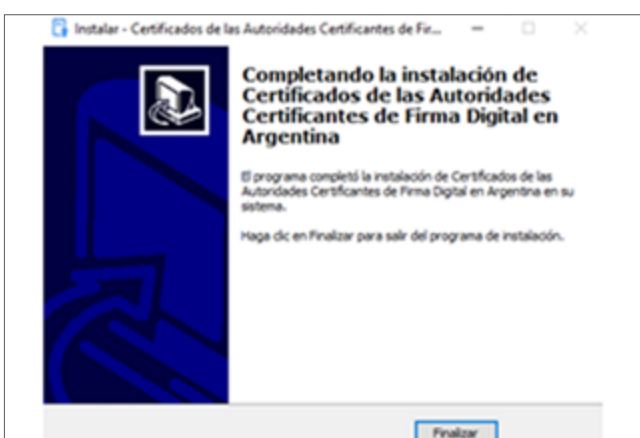 Instalar - Certificados de las Autoridades Certificantes de Fir...
Completando la instalación de
Certificados de las Autoridades
Certificantes de Firma Digital en
Argentina
El programa completó la instalación de Certificados de las
Autoridades Certificantes de Firma Digital en Argentina en su
sistema.
Haga clic en Finalizar para salir del programa de instalación.
Finalizar